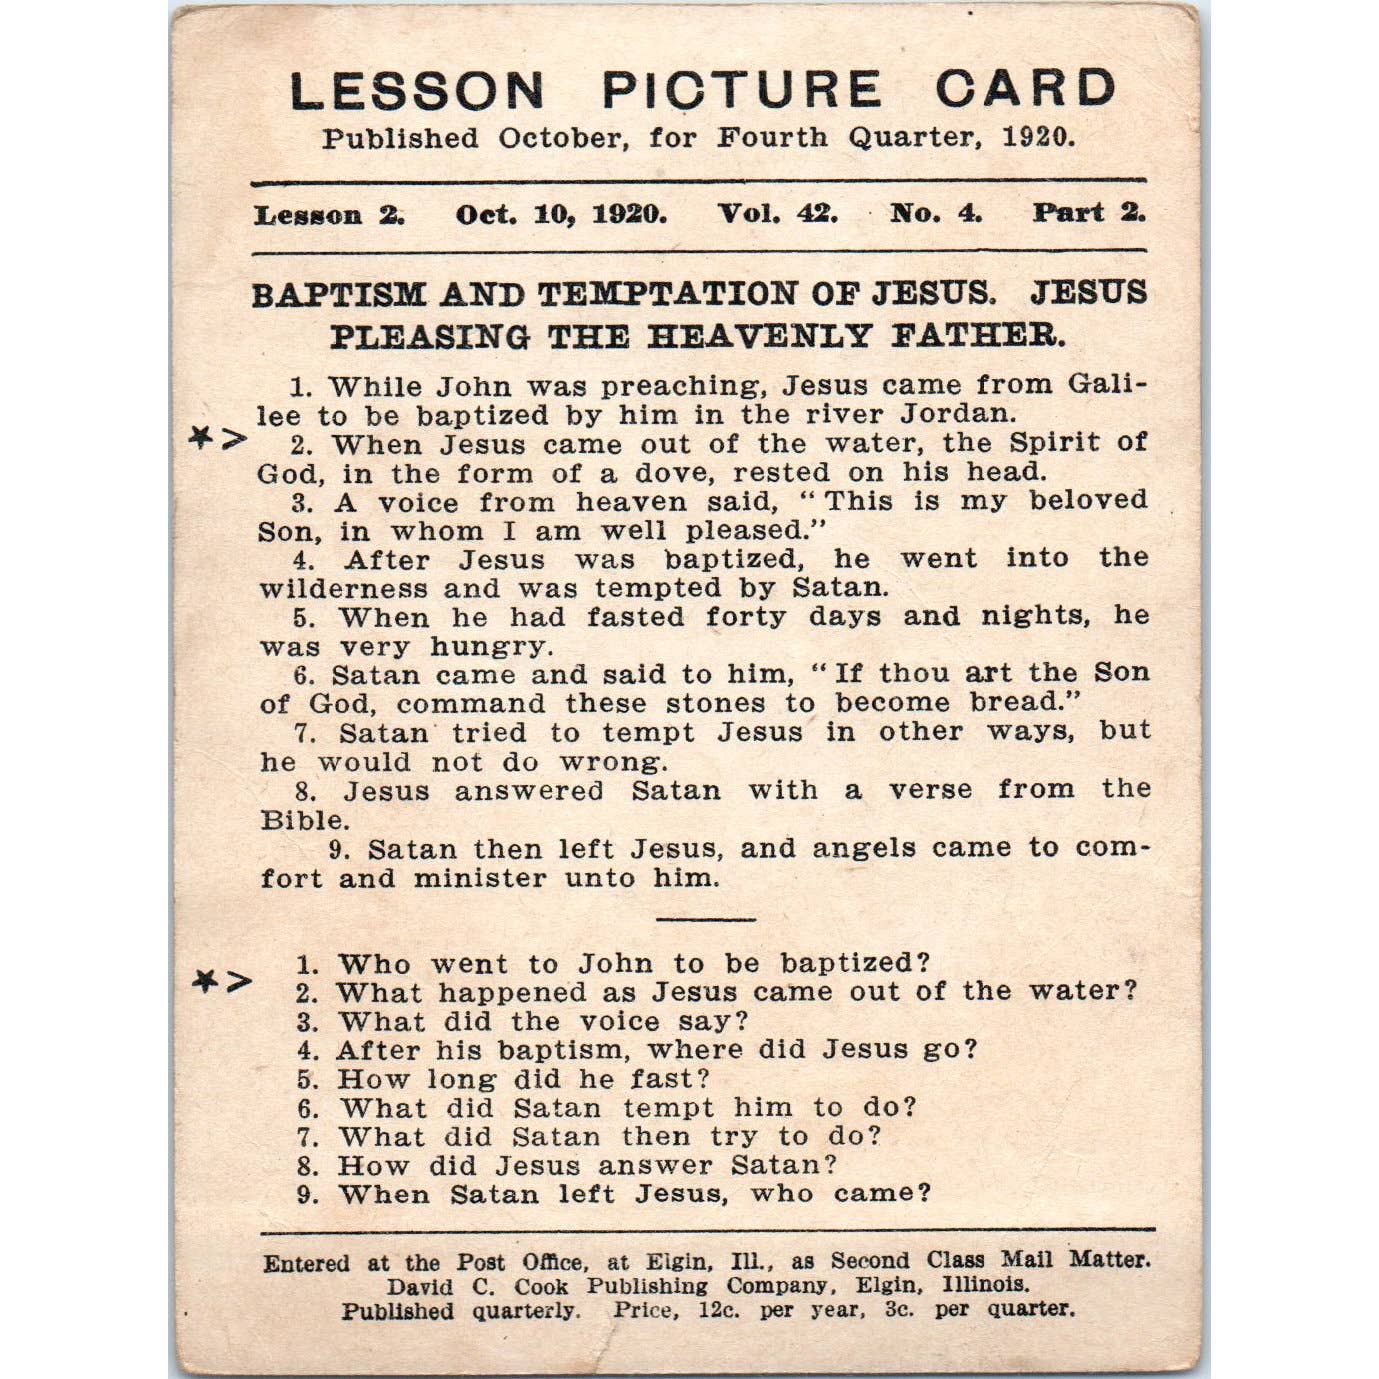 LESSON PICTURE CARD
Published October, for Fourth Quarter, 1920.
Lesson 2. Oct. 10, 1920. Vol. 42. No. 4. Part 2.
BAPTISM AND TEMPTATION OF JESUS. JESUS
PLEASING THE HEAVENLY FATHER.
1. While John was preaching, Jesus came from Gali-
lee to be baptized by him in the river Jordan.
★> 2. When Jesus came out of the water, the Spirit of
God, in the form of a dove, rested on his head.
3. A voice from heaven said, "This is my beloved
Son, in whom I am well pleased."
4. After Jesus was baptized, he went into the
wilderness and was tempted by Satan.
5. When he had fasted forty days and nights, he
was very hungry.
6. Satan came and said to him, "If thou art the Son
of God, command these stones to become bread."
7. Satan tried to tempt Jesus in other ways, but
he would not do wrong.
8. Jesus answered Satan with a verse from the
Bible.
9. Satan then left Jesus, and angels came to com-
fort and minister unto him.
1. Who went to John to be baptized?
★> 2. What happened as Jesus came out of the water?
3. What did the voice say?
4. After his baptism, where did Jesus go?
5. How long did he fast?
6. What did Satan tempt him to do?
7. What did Satan then try to do?
8. How did Jesus answer Satan?
9. When Satan left Jesus, who came?
Entered at the Post Office, at Elgin, Ill., as Second Class Mail Matter.
David C. Cook Publishing Company, Elgin, Illinois.
Published quarterly. Price, 12c. per year, 3c. per quarter.